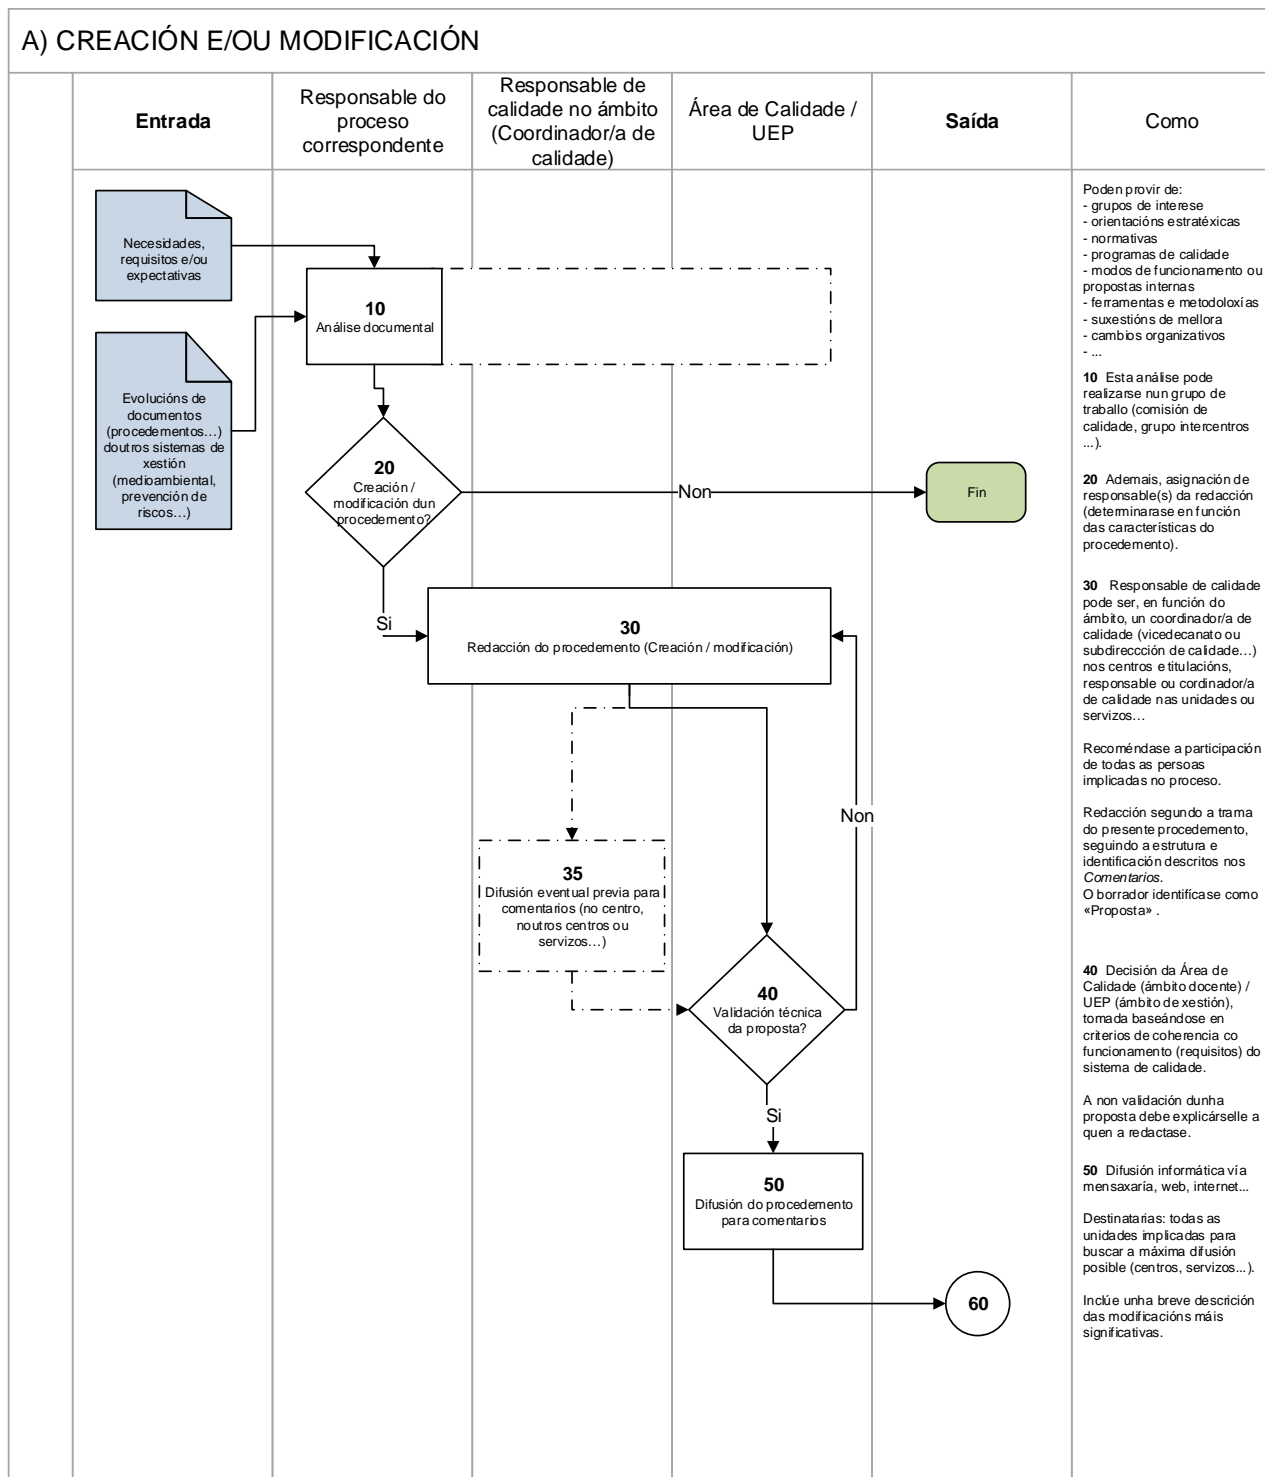 A) CREACIÓN E/OU MODIFICACIÓN
Entrada
Responsable do
proceso
correspondente
Responsable de
calidade no ámbito
(Coordinador/a de
calidade)
Área de Calidade /
UEP
Saída
Como
Necesidades,
requisitos e/ou
expectativas
Evolucións de
documentos
(procedementos...)
doutros sistemas de
xestión
(medioambiental,
prevención de
riscos...)
10
Análise documental
20
Creación /
modificación dun
procedemento?
Non
Fin
Si
30
Redacción do procedemento (Creación / modificación)
35
Difusión eventual previa para
comentarios (no centro,
noutros centros ou
servizos...)
Non
40
Validación técnica
da proposta?
Si
50
Difusión do procedemento
para comentarios
60
Poden provir de:
- grupos de interese
- orientacións estratéxicas
- normativas
- programas de calidade
- modos de funcionamento ou
propostas internas
- ferramentas e metodoloxías
- suxestións de mellora
- cambios organizativos
- ...
10 Esta análise pode
realizarse nun grupo de
traballo (comisión de
calidade, grupo intercentros
...).
20 Ademais, asignación de
responsable(s) da redacción
(determinarase en función
das características do
procedemento).
30 Responsable de calidade
pode ser, en función do
ámbito, un coordinador/a de
calidade (vicedecanato ou
subdireccción de calidade...)
nos centros e titulacións,
responsable ou cordinador/a
de calidade nas unidades ou
servizos...
Recoméndase a participación
de todas as persoas
implicadas no proceso.
Redacción segundo a trama
do presente procedemento,
seguindo a estrutura e
identificación descritos nos
Comentarios.
O borrador identifícase como
«Proposta» .
40 Decisión da Área de
Calidade (ámbito docente) /
UEP (ámbito de xestión),
tomada baseándose en
criterios de coherencia co
funcionamento (requisitos) do
sistema de calidade.
A non validación dunha
proposta debe explicárselle a
quen a redactase.
50 Difusión informática vía
mensaxaría, web, internet...
Destinatarias: todas as
unidades implicadas para
buscar a máxima difusión
posible (centros, servizos...).
Inclúe unha breve descrición
das modificacións máis
significativas.